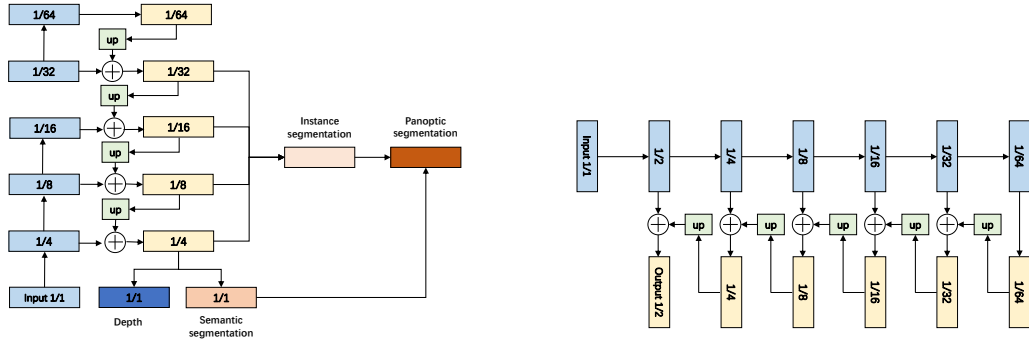 1/64
1/64
up
1/32
1/32
up
1/16
1/16
up
1/8
1/8
up
1/4
1/4
Input 1/1
1/1
1/1
Depth
Semantic
segmentation
Instance
segmentation
Panoptic
segmentation
Input 1/1
1/2
1/4
1/8
1/16
1/32
1/64
up
up
up
up
up
Output 1/2
1/4
1/8
1/16
1/32
1/64